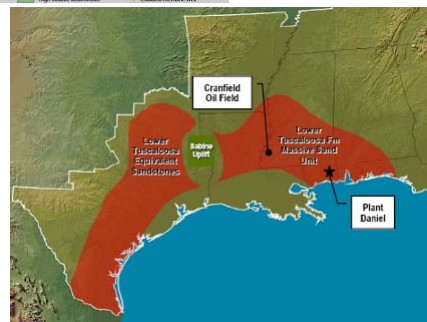 Cranfield
Oil Field
Lower
Tuscaloosa
Equivalent
Sandstones
Sabine
Uplift
Lower
Tuscaloosa Fm
Massive Sand
Unit
Plant
Daniel